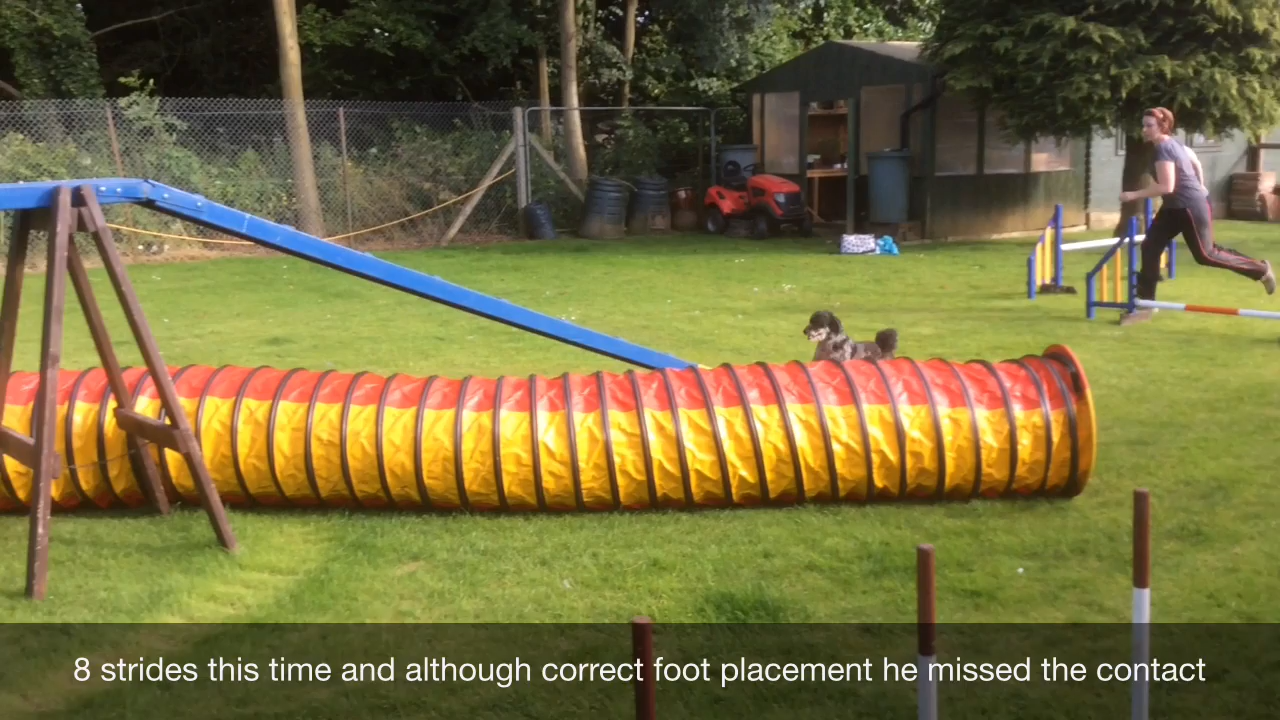 8 strides this time and although correct foot placement he missed the contact